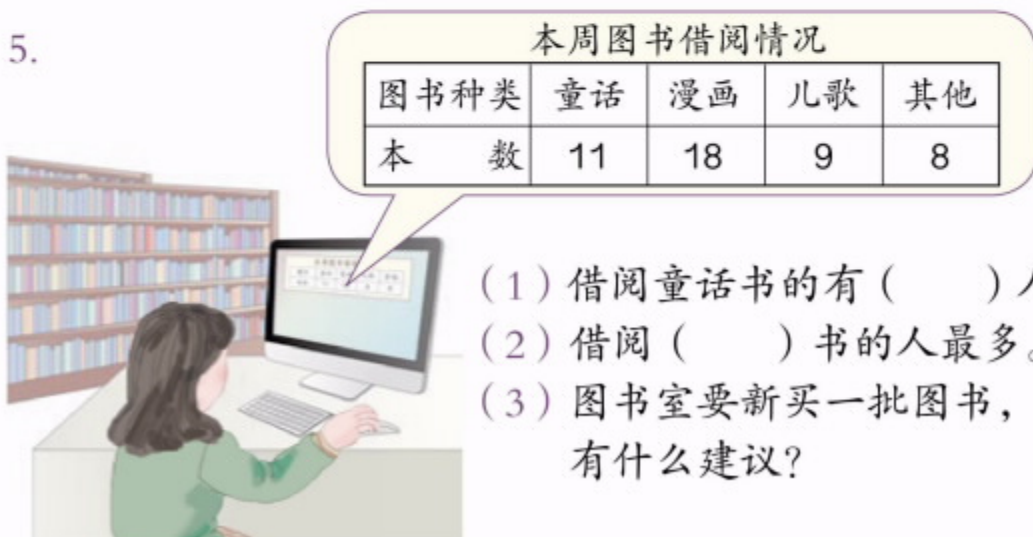 5.
本周图书借阅情况
图书种类 童话 漫画 儿歌 其他
本 数 11 18 9 8
(1)借阅童话书的有( )人
(2)借阅( )书的人最多。
(3)图书室要新买一批图书,
有什么建议?